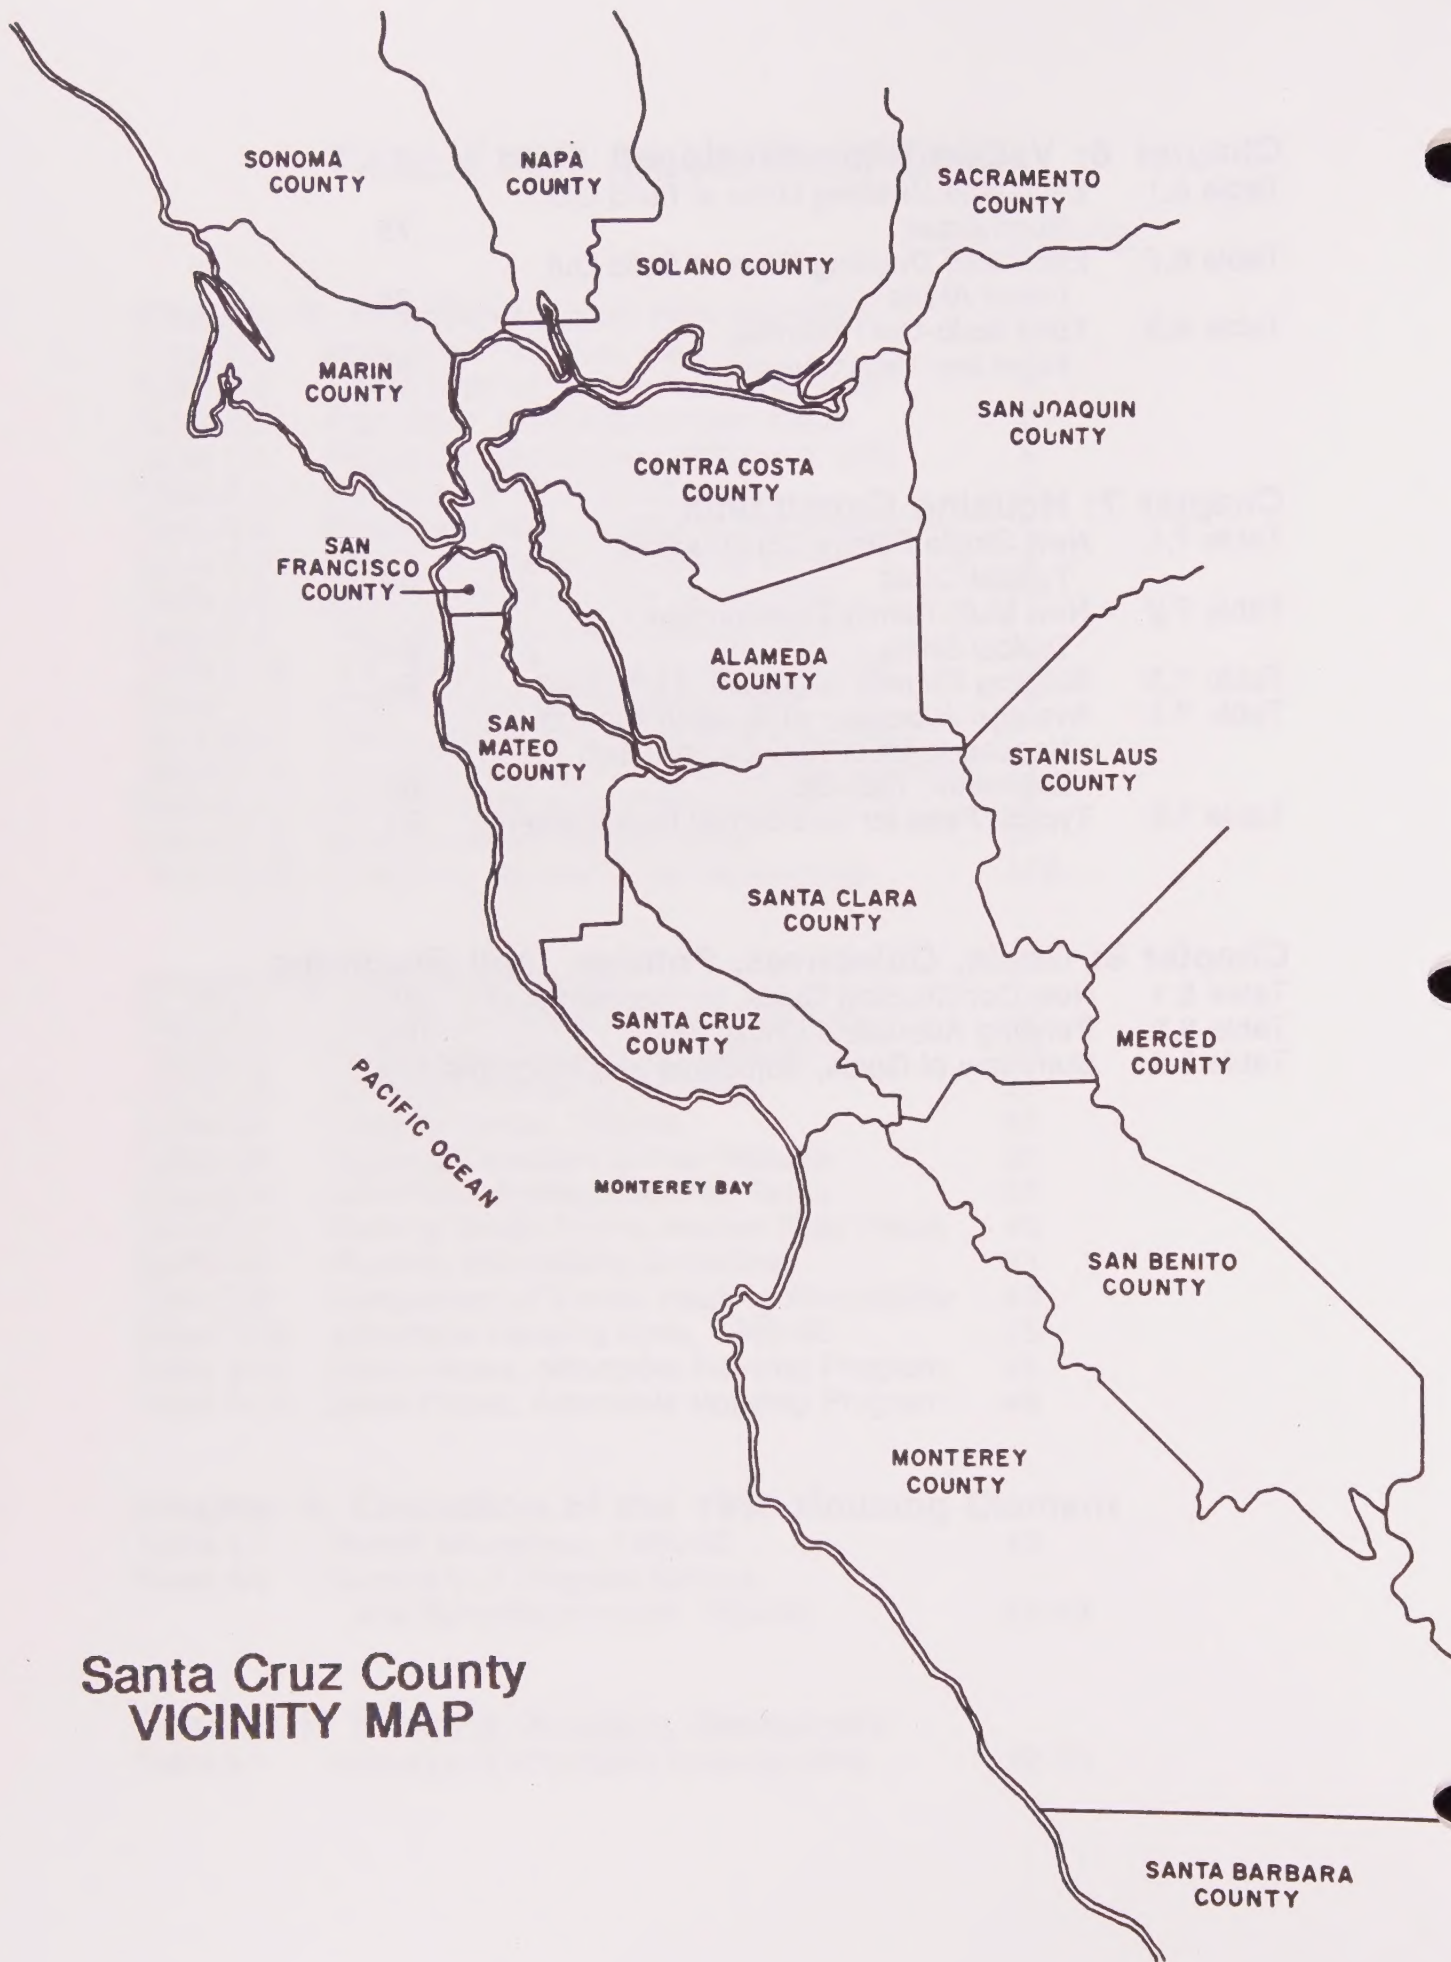 SONOMA
COUNTY
NAPA
COUNTY
SACRAMENTO
COUNTY
SOLANO COUNTY
MARIN
COUNTY
SAN JOAQUIN
COUNTY
CONTRA COSTA
COUNTY
SAN
FRANCISCO
COUNTY
ALAMEDA
COUNTY
SAN
MATEO
COUNTY
STANISLAUS
COUNTY
SANTA CLARA
COUNTY
SANTA CRUZ
COUNTY
MERCED
COUNTY
PACIFIC OCEAN
MONTEREY BAY
SAN BENITO
COUNTY
MONTEREY
COUNTY
Santa Cruz County
VICINITY MAP
SANTA BARBARA
COUNTY